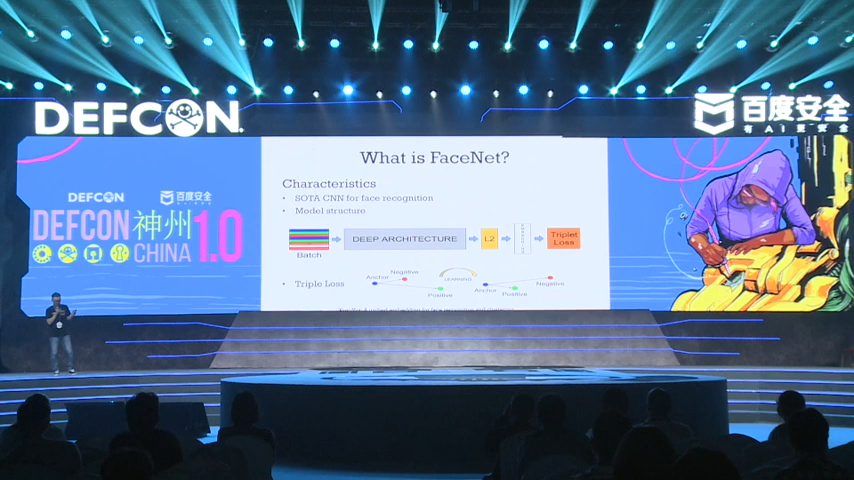 DEFCON
百度安全
有AI更安全
DEFCON
百度安全
DEFCON 神州 1.0
CHINA
What is FaceNet?
Characteristics
• SOTA CNN for face recognition
• Model structure
Batch
DEEP ARCHITECTURE
L2
Triplet
Loss
• Triple Loss
Anchor
Negative
Positive
LEARNING
Anchor
Positive
Negative